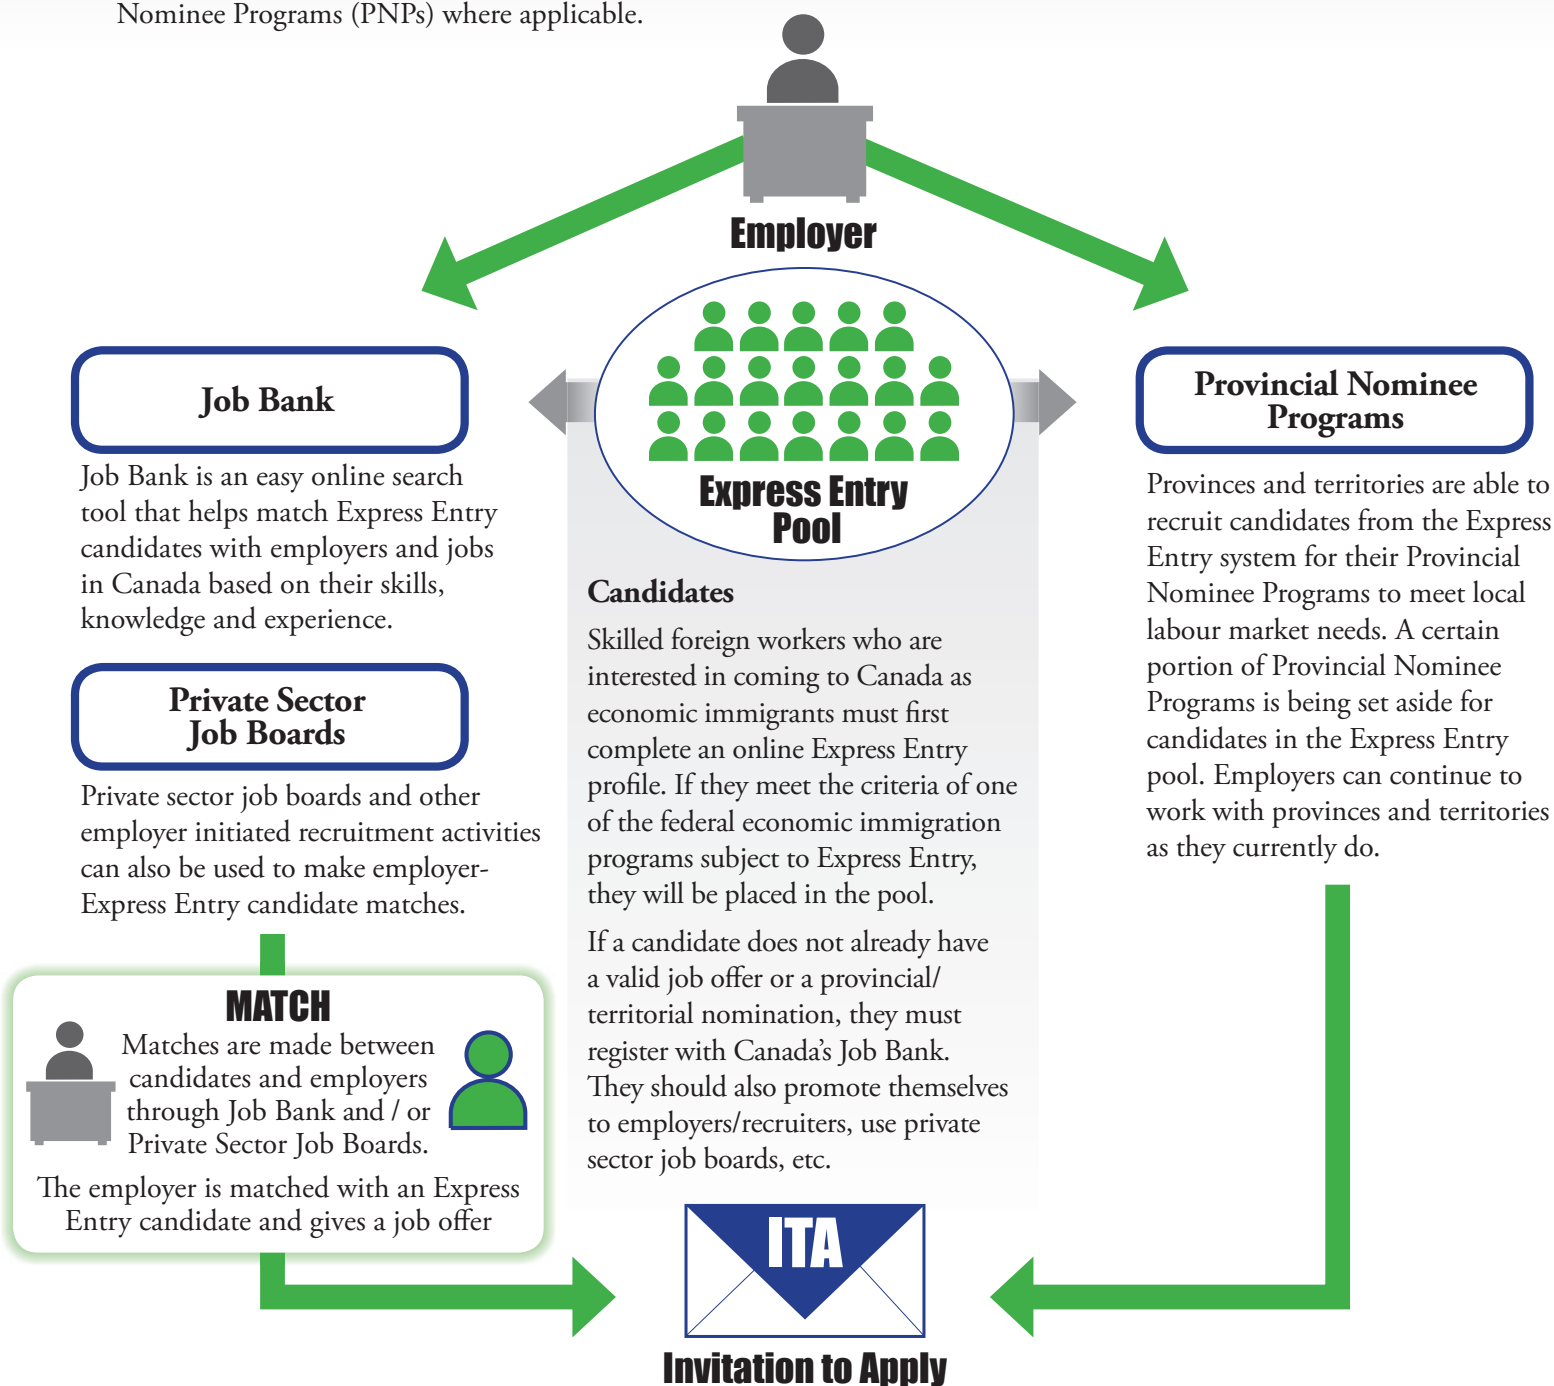 Nominee Programs (PNPs) where applicable.
Employer
Job Bank
Job Bank is an easy online search
tool that helps match Express Entry
candidates with employers and jobs
in Canada based on their skills,
knowledge and experience.
Private Sector
Job Boards
Private sector job boards and other
employer initiated recruitment activities
can also be used to make employer-
Express Entry candidate matches.
MATCH
Matches are made between
candidates and employers
through Job Bank and / or
Private Sector Job Boards.
The employer is matched with an Express
Entry candidate and gives a job offer
Express Entry
Pool
Candidates
Skilled foreign workers who are
interested in coming to Canada as
economic immigrants must first
complete an online Express Entry
profile. If they meet the criteria of one
of the federal economic immigration
programs subject to Express Entry,
they will be placed in the pool.
If a candidate does not already have
a valid job offer or a provincial/
territorial nomination, they must
register with Canada’s Job Bank.
They should also promote themselves
to employers/recruiters, use private
sector job boards, etc.
Provincial Nominee
Programs
Provinces and territories are able to
recruit candidates from the Express
Entry system for their Provincial
Nominee Programs to meet local
labour market needs. A certain
portion of Provincial Nominee
Programs is being set aside for
candidates in the Express Entry
pool. Employers can continue to
work with provinces and territories
as they currently do.
ITA
Invitation to Apply